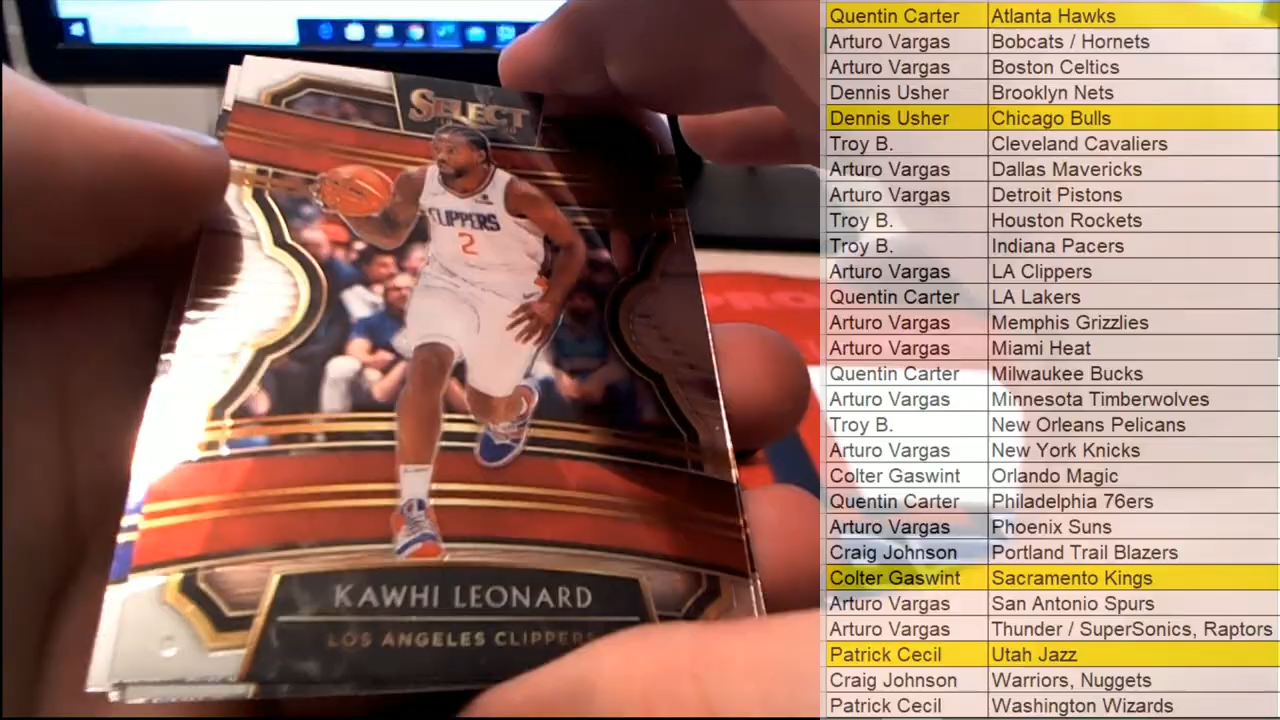 SELECT
CLIPPERS
2
KAWHI LEONARD
LOS ANGELES CLIPPERS
Quentin Carter Atlanta Hawks
Arturo Vargas Bobcats / Hornets
Arturo Vargas Boston Celtics
Dennis Usher Brooklyn Nets
Dennis Usher Chicago Bulls
Troy B. Cleveland Cavaliers
Arturo Vargas Dallas Mavericks
Arturo Vargas Detroit Pistons
Troy B. Houston Rockets
Troy B. Indiana Pacers
Arturo Vargas LA Clippers
Quentin Carter LA Lakers
Arturo Vargas Memphis Grizzlies
Arturo Vargas Miami Heat
Quentin Carter Milwaukee Bucks
Arturo Vargas Minnesota Timberwolves
Troy B. New Orleans Pelicans
Arturo Vargas New York Knicks
Colter Gaswint Orlando Magic
Quentin Carter Philadelphia 76ers
Arturo Vargas Phoenix Suns
Craig Johnson Portland Trail Blazers
Colter Gaswint Sacramento Kings
Arturo Vargas San Antonio Spurs
Arturo Vargas Thunder / SuperSonics, Raptors
Patrick Cecil Utah Jazz
Craig Johnson Warriors, Nuggets
Patrick Cecil Washington Wizards